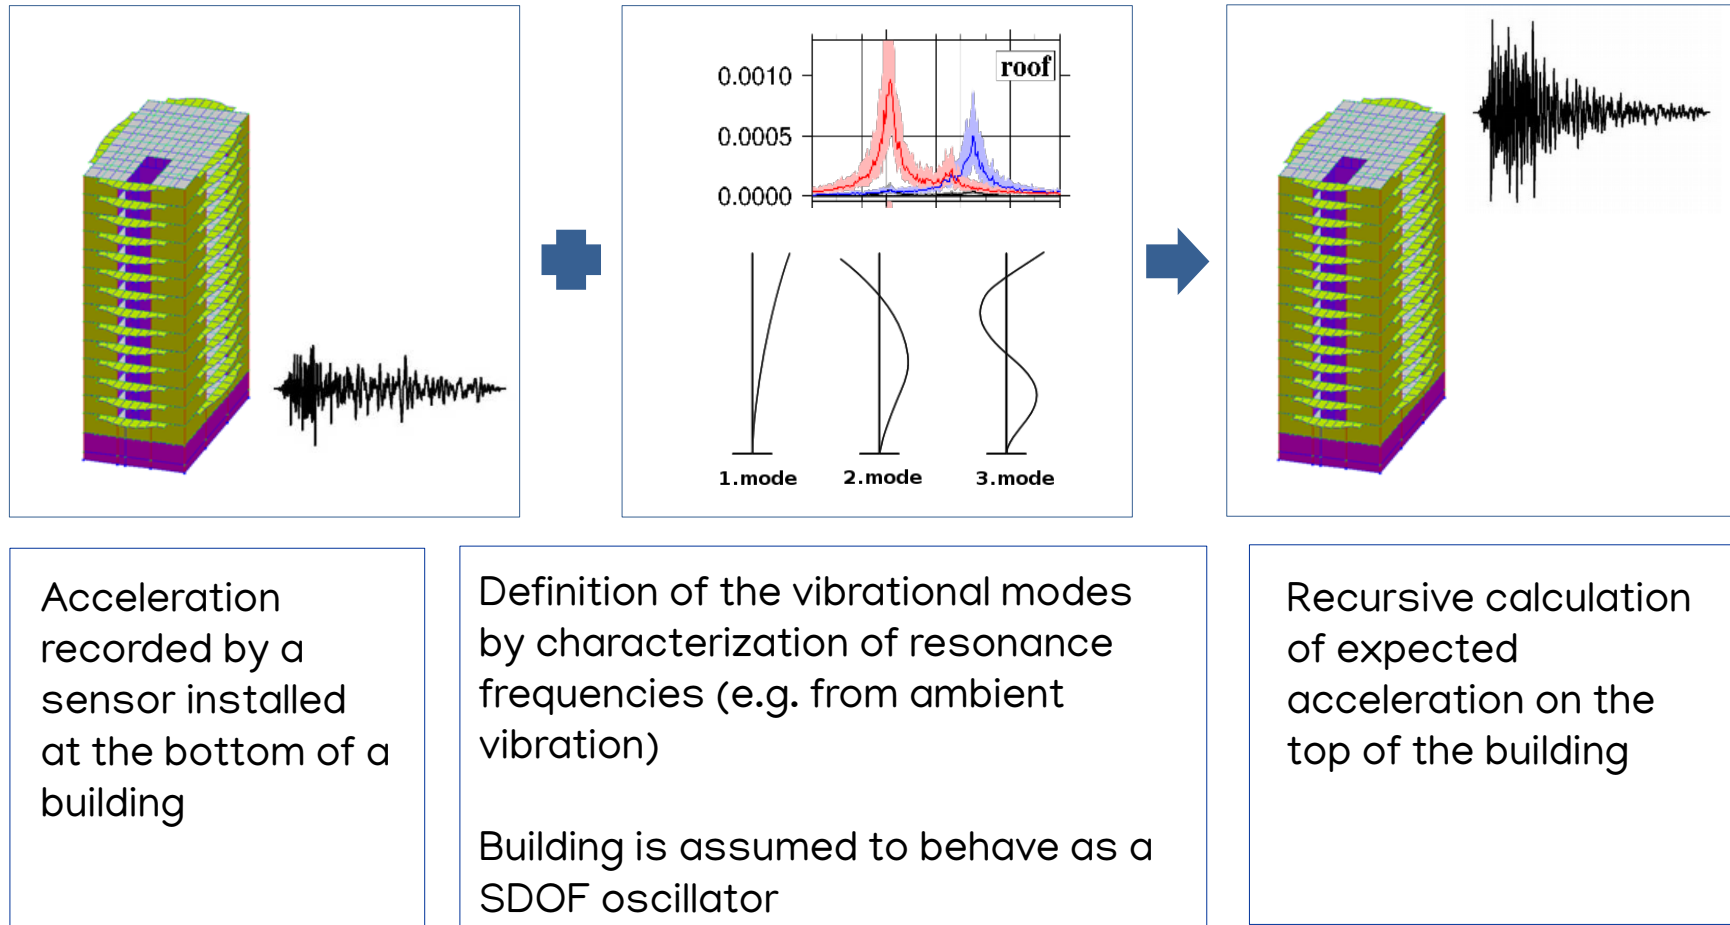 roof
0.0010
0.0005
0.0000
1.mode 2.mode 3.mode
Acceleration
recorded by a
sensor installed
at the bottom of a
building
Definition of the vibrational modes
by characterization of resonance
frequencies (e.g. from ambient
vibration)
Building is assumed to behave as a
SDOF oscillator
Recursive calculation
of expected
acceleration on the
top of the building